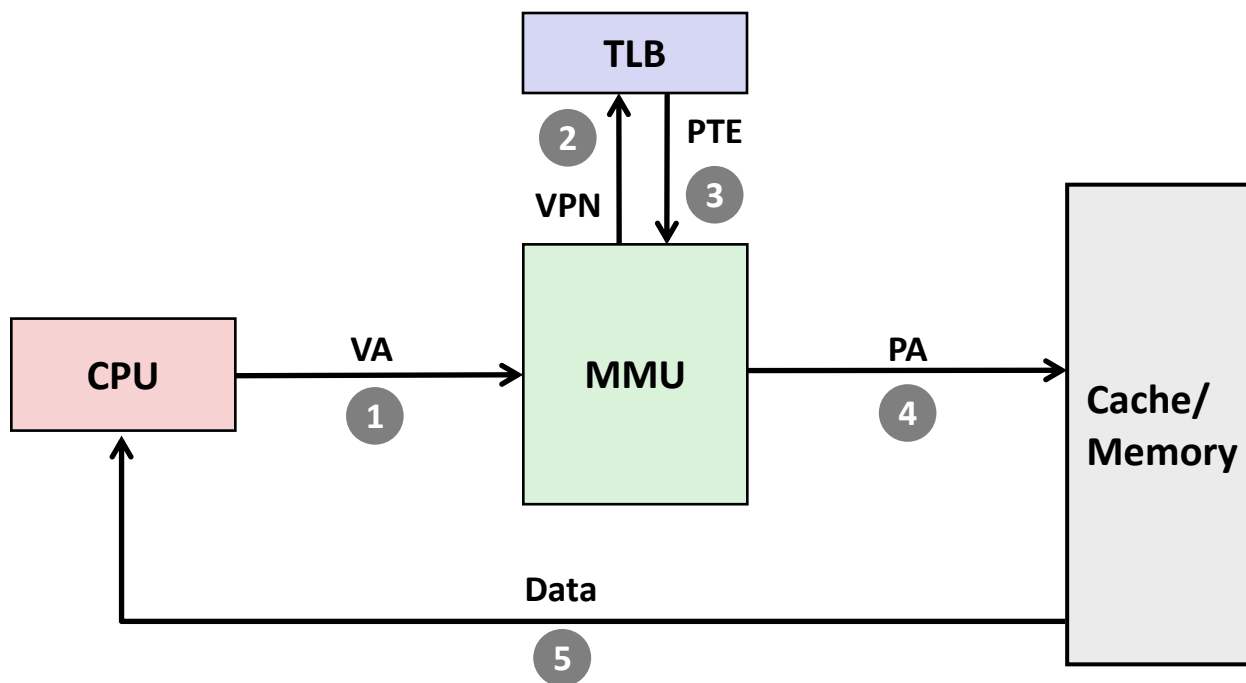 TLB
2
PTE
VPN
3
CPU
VA
1
MMU
PA
4
Cache/
Memory
Data
5